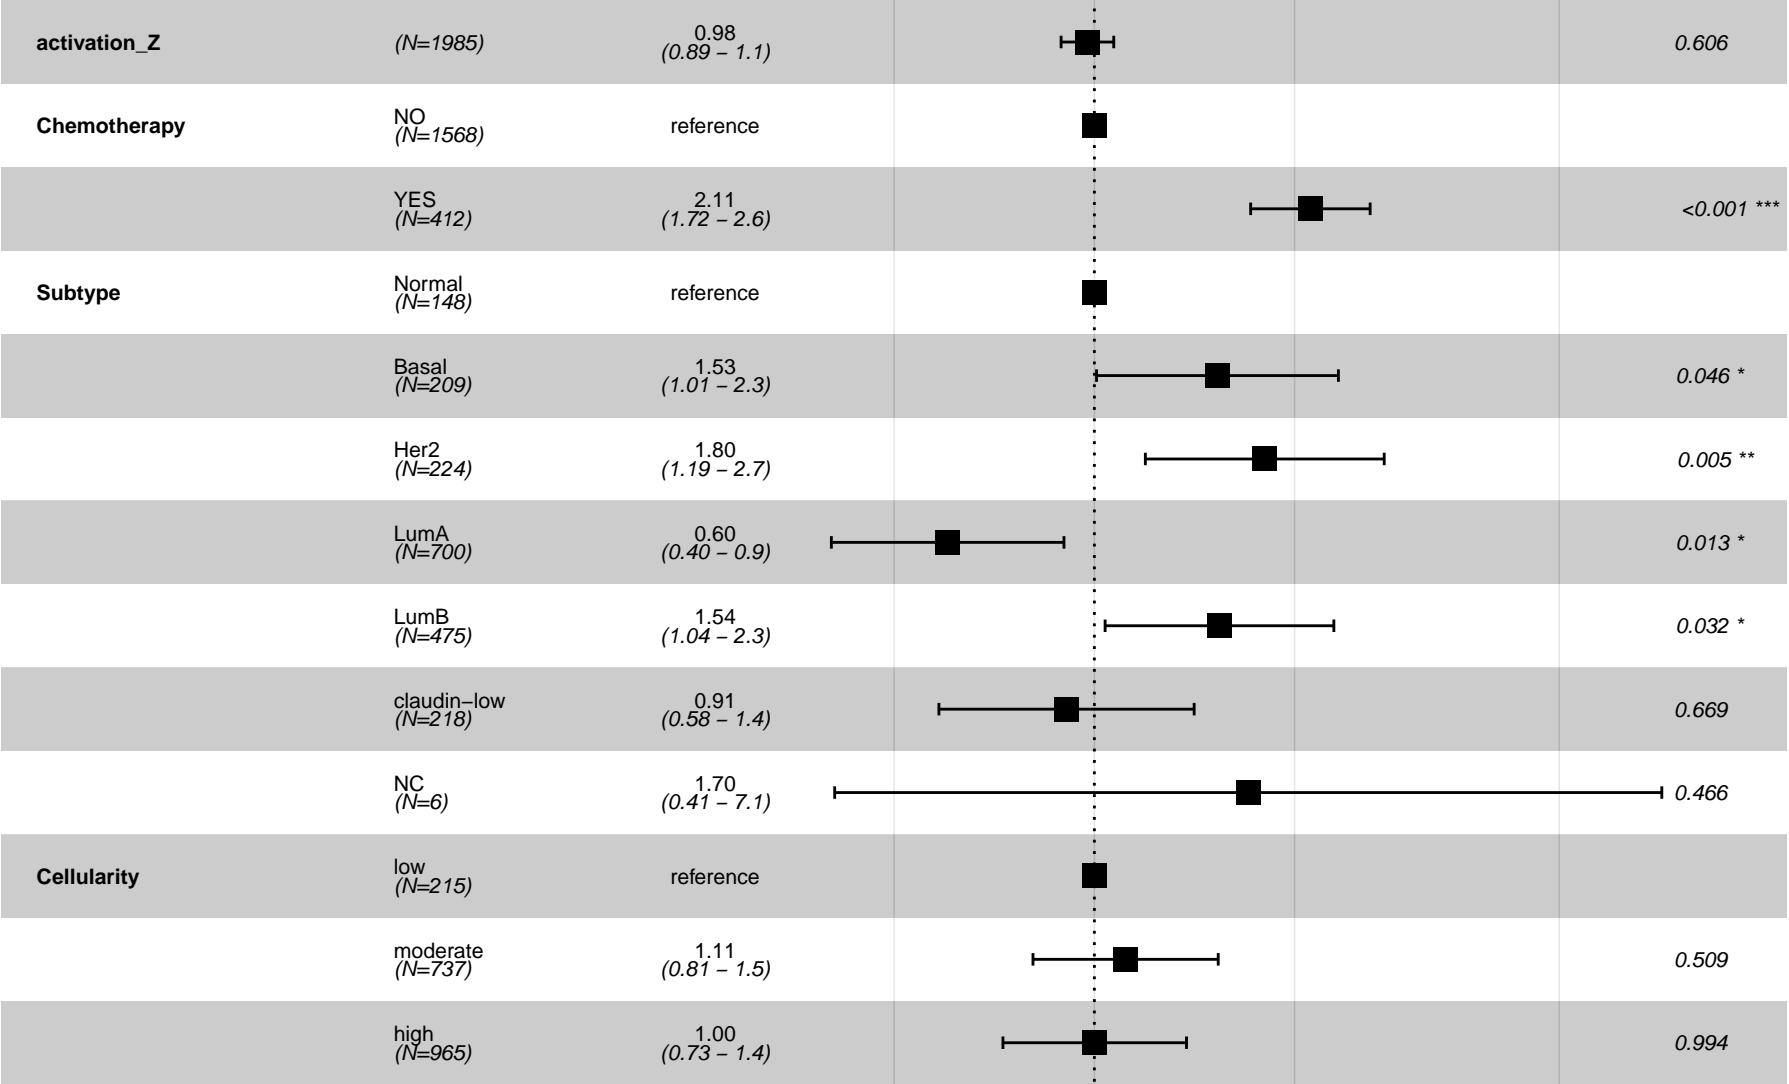 activation_Z (N=1985) 0.98 0.606
(0.89 – 1.1)
Chemotherapy NO reference
(N=1568)
YES 2.11 <0.001 ***
(N=412) (1.72 – 2.6)
Subtype Normal reference
(N=148)
Basal 1.53 0.046 *
(N=209) (1.01 – 2.3)
Her2 1.80 0.005 **
(N=224) (1.19 – 2.7)
LumA 0.60 0.013 *
(N=700) (0.40 – 0.9)
LumB 1.54 0.032 *
(N=475) (1.04 – 2.3)
claudin−low 0.91 0.669
(N=218) (0.58 – 1.4)
NC 1.70 0.466
(N=6) (0.41 – 7.1)
Cellularity low reference
(N=215)
moderate 1.11 0.509
(N=737) (0.81 – 1.5)
high 1.00 0.994
(N=965) (0.73 – 1.4)